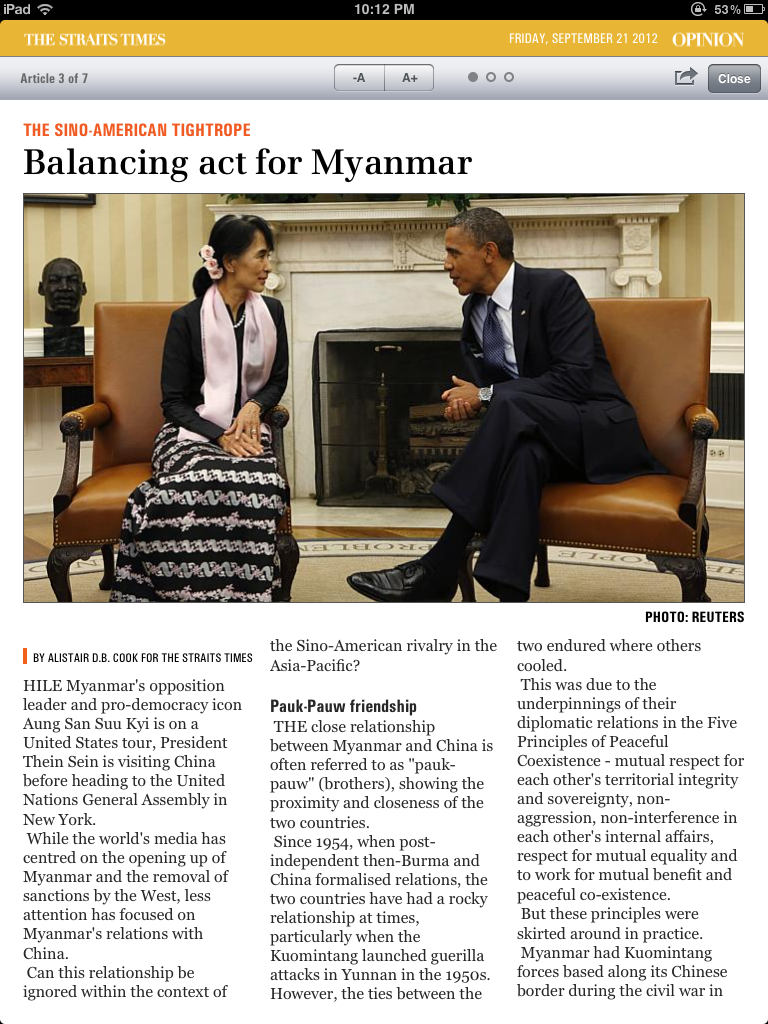 iPad
10:12 PM
53%
THE STRAITS TIMES
FRIDAY, SEPTEMBER 21 2012
OPINION
Article 3 of 7
-A
A+
Close
THE SINO-AMERICAN TIGHTROPE
Balancing act for Myanmar
PROBLEM
PEOPLE
PHOTO: REUTERS
BY ALISTAIR D.B. COOK FOR THE STRAITS TIMES
HILE Myanmar's opposition
leader and pro-democracy icon
Aung San Suu Kyi is on a
United States tour, President
Thein Sein is visiting China
before heading to the United
Nations General Assembly in
New York.
While the world's media has
centred on the opening up of
Myanmar and the removal of
sanctions by the West, less
attention has focused on
Myanmar's relations with
China.
Can this relationship be
ignored within the context of
the Sino-American rivalry in the
Asia-Pacific?
Pauk-Pauw friendship
THE close relationship
between Myanmar and China is
often referred to as "pauk-
pauw" (brothers), showing the
proximity and closeness of the
two countries.
Since 1954, when post-
independent then-Burma and
China formalised relations, the
two countries have had a rocky
relationship at times,
particularly when the
Kuomintang launched guerilla
attacks in Yunnan in the 1950s.
However, the ties between the
two endured where others
cooled.
This was due to the
underpinnings of their
diplomatic relations in the Five
Principles of Peaceful
Coexistence - mutual respect for
each other's territorial integrity
and sovereignty, non-
aggression, non-interference in
each other's internal affairs,
respect for mutual equality and
to work for mutual benefit and
peaceful co-existence.
But these principles were
skirted around in practice.
Myanmar had Kuomintang
forces based along its Chinese
border during the civil war in